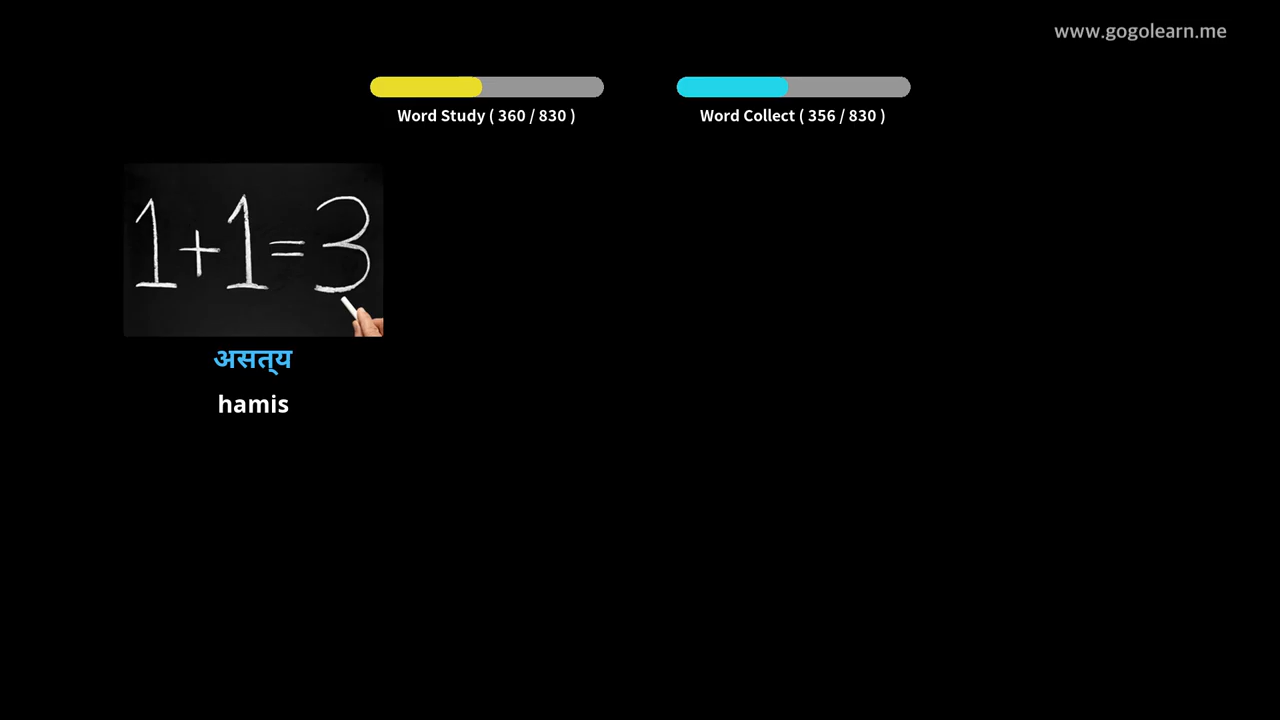 www.gogolearn.me
Word Study ( 360 / 830 )
Word Collect ( 356 / 830 )
1+1=3
असत्य
hamis